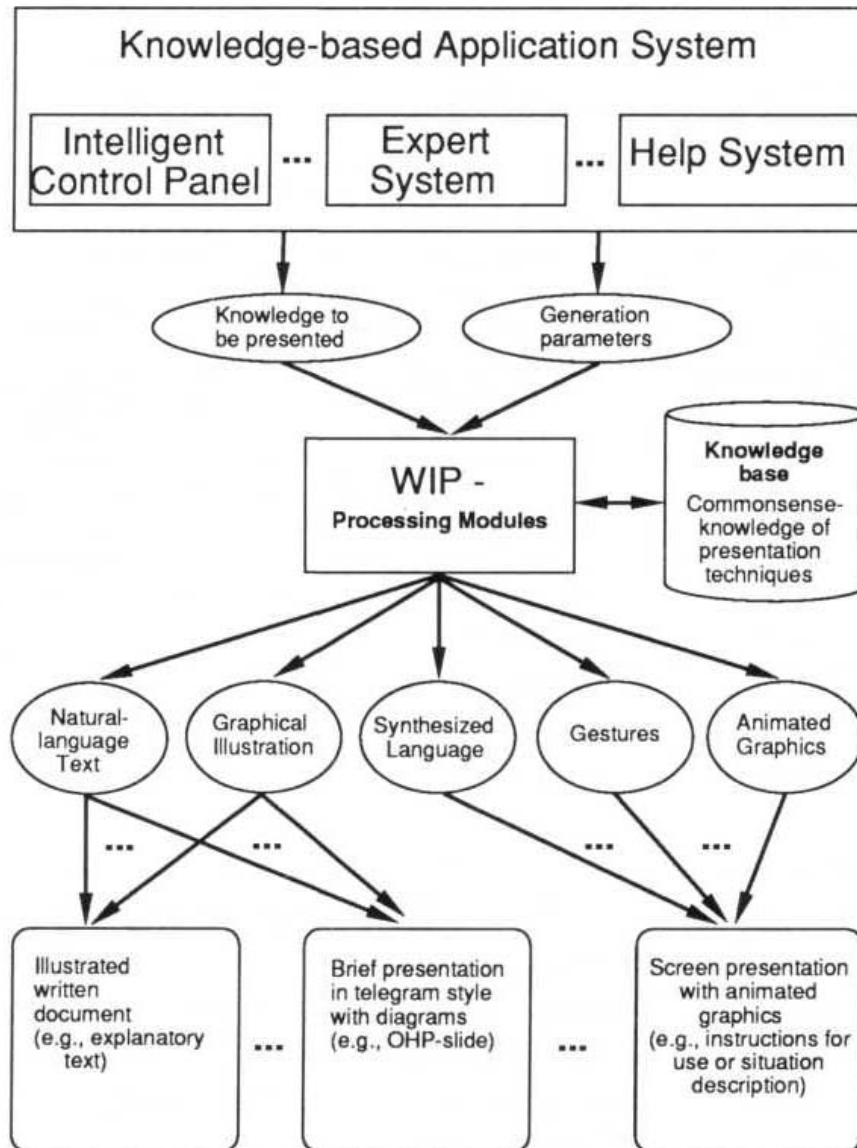 Knowledge-based Application System
Intelligent
Control Panel
...
Expert
System
...
Help System
Knowledge to
be presented
Generation
parameters
WIP -
Processing Modules
Knowledge
base
Commonsense-
knowledge of
presentation
techniques
Natural-
language
Text
Graphical
Illustration
Synthesized
Language
Gestures
Animated
Graphics
...
...
...
...
Illustrated
written
document
(e.g., explanatory
text)
...
Brief presentation
in telegram style
with diagrams
(e.g., OHP-slide)
...
Screen presentation
with animated
graphics
(e.g., instructions for
use or situation
description)